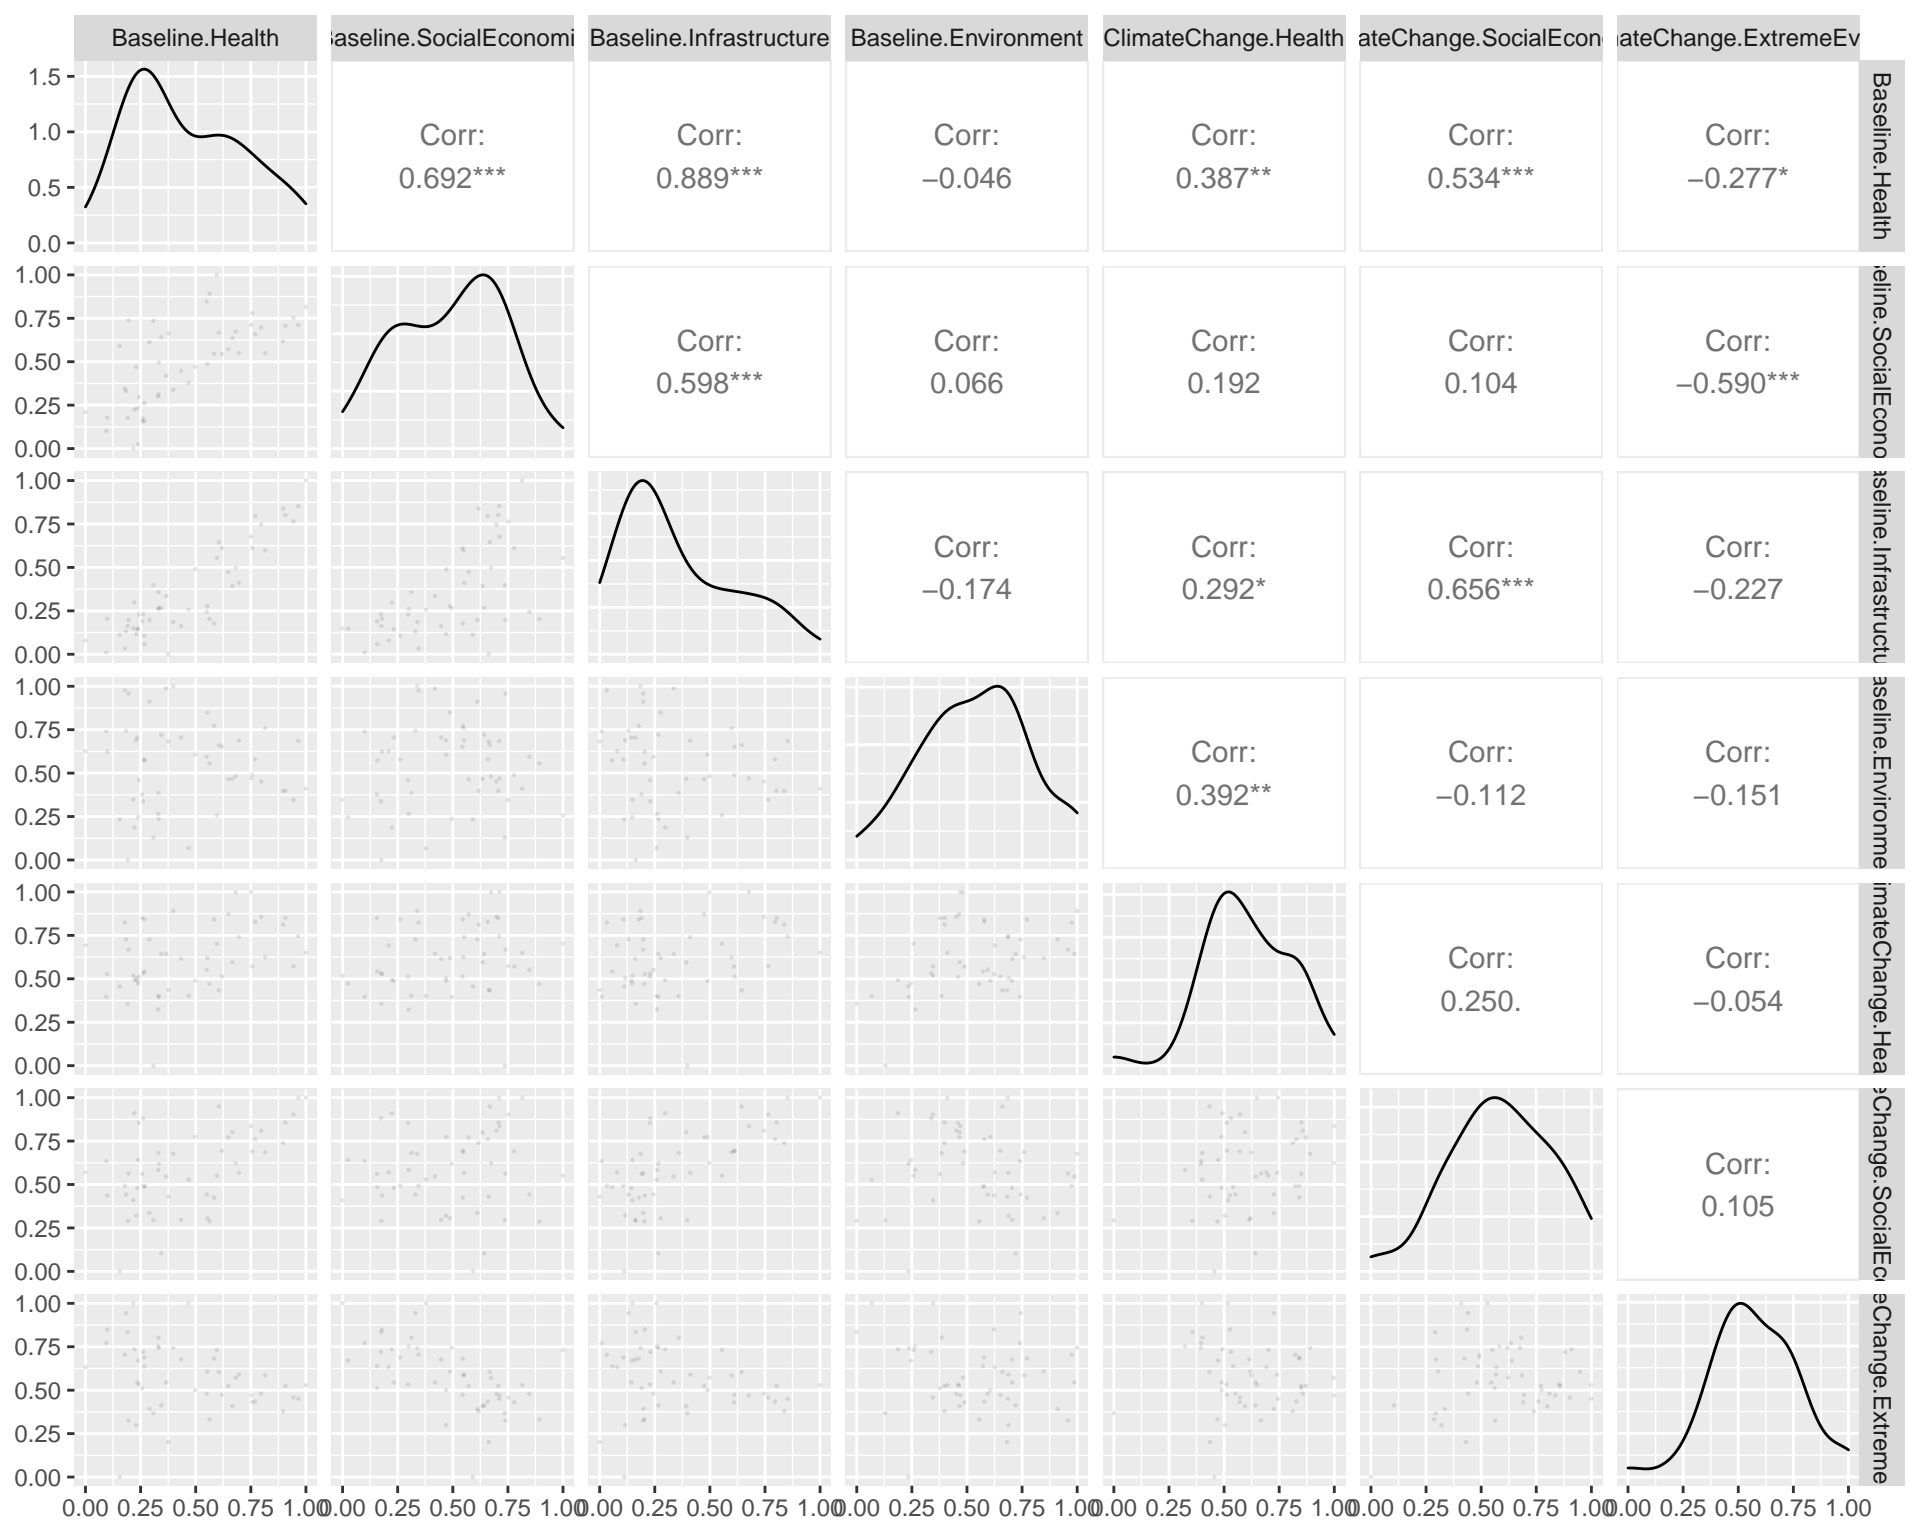 Baseline.Health
Baseline.SocialEconomi
Baseline.Infrastructure
Baseline.Environment
ClimateChange.Health
ateChange.SocialEcon
ateChange.ExtremeEv
1.5
1.0
0.5
0.0
Corr:
0.692***
Corr:
0.889***
Corr:
−0.046
Corr:
0.387**
Corr:
0.534***
Corr:
−0.277*
Baseline.Health
1.00
0.75
0.50
0.25
0.00
Corr:
0.598***
Corr:
0.066
Corr:
0.192
Corr:
0.104
Corr:
−0.590***
eline.SocialEcono
1.00
0.75
0.50
0.25
0.00
Corr:
−0.174
Corr:
0.292*
Corr:
0.656***
Corr:
−0.227
aseline.Infrastructu
1.00
0.75
0.50
0.25
0.00
Corr:
0.392**
Corr:
−0.112
Corr:
−0.151
aseline.Environme
1.00
0.75
0.50
0.25
0.00
Corr:
0.250.
Corr:
−0.054
imateChange.Hea
1.00
0.75
0.50
0.25
0.00
Corr:
0.105
eChange.SocialEc
1.00
0.75
0.50
0.25
0.00
eChange.Extreme
0.00 0.25 0.50 0.75 1.00
0.00 0.25 0.50 0.75 1.00
0.00 0.25 0.50 0.75 1.00
0.00 0.25 0.50 0.75 1.00
0.00 0.25 0.50 0.75 1.00
0.00 0.25 0.50 0.75 1.00
0.00 0.25 0.50 0.75 1.00